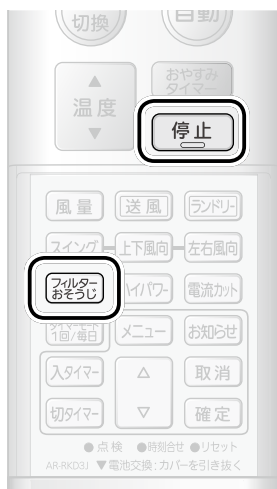 切換
自動
おやすみ
タイマー
温度
停止
風量 送風 ランドリー
スイング 上下風向 左右風向
フィルター
おそうじ
ハイパワー 電流カット
タイマーモード
1回/毎日
メニュー お知らせ
入タイマー 取消
切タイマー 確定
●点検 ●時刻合せ ●リセット
AR-RKD3J ▼電池交換:カバーを引き抜く